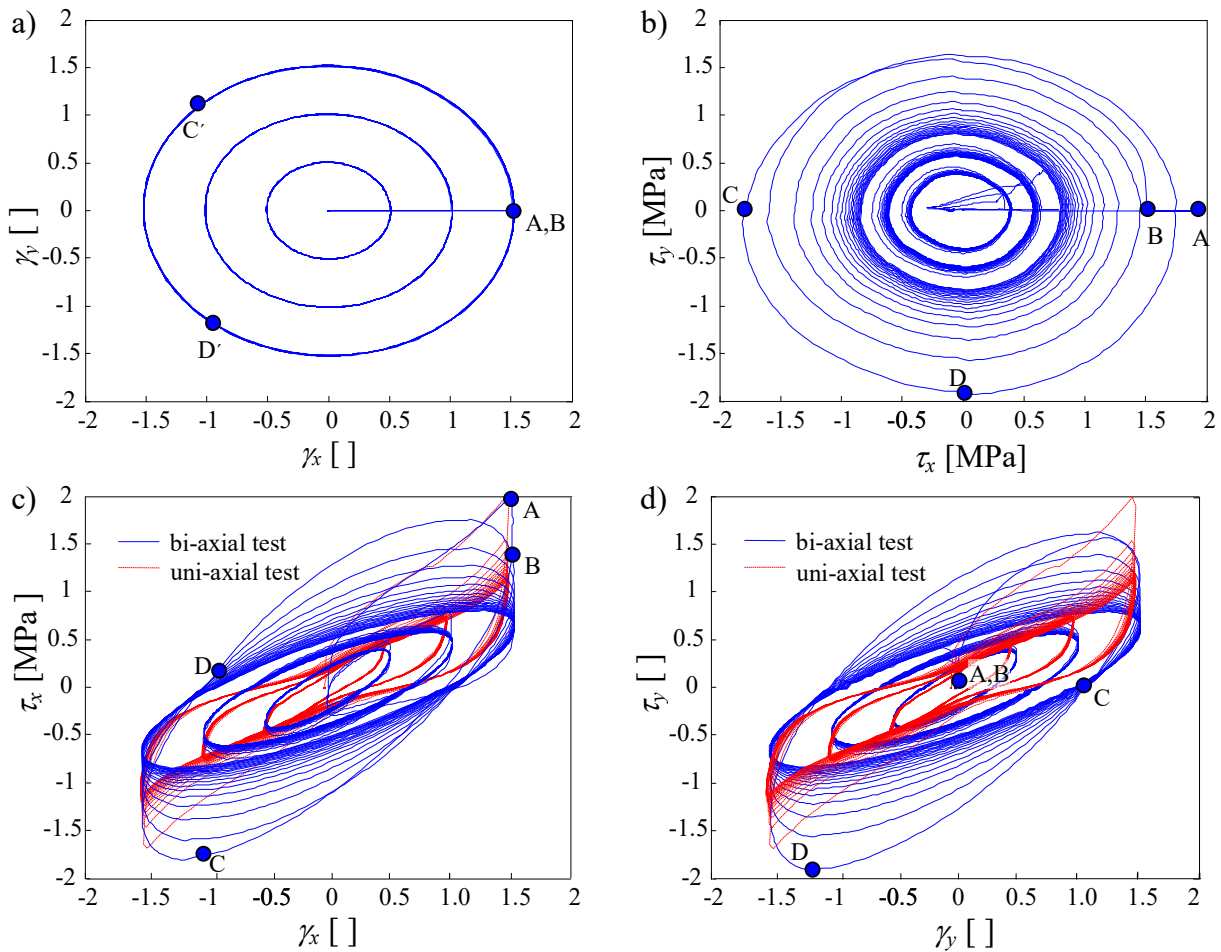 a)
2
1.5
1
0.5
0
-0.5
-1
-1.5
-2
-2 -1.5 -1 -0.5 0 0.5 1 1.5 2
γy [ ]
γx [ ]
C´
D´
A,B
b)
2
1.5
1
0.5
0
-0.5
-1
-1.5
-2
-2 -1.5 -1 -0.5 0 0.5 1 1.5 2
τy [MPa]
τx [MPa]
C
B
A
D
c)
2
1.5
1
0.5
0
-0.5
-1
-1.5
-2
-2 -1.5 -1 -0.5 0 0.5 1 1.5 2
τx [MPa]
γx [ ]
bi-axial test
uni-axial test
A
B
D
C
d)
2
1.5
1
0.5
0
-0.5
-1
-1.5
-2
-2 -1.5 -1 -0.5 0 0.5 1.0 1.5 2
τy [ ]
γy [ ]
bi-axial test
uni-axial test
A,B
C
D